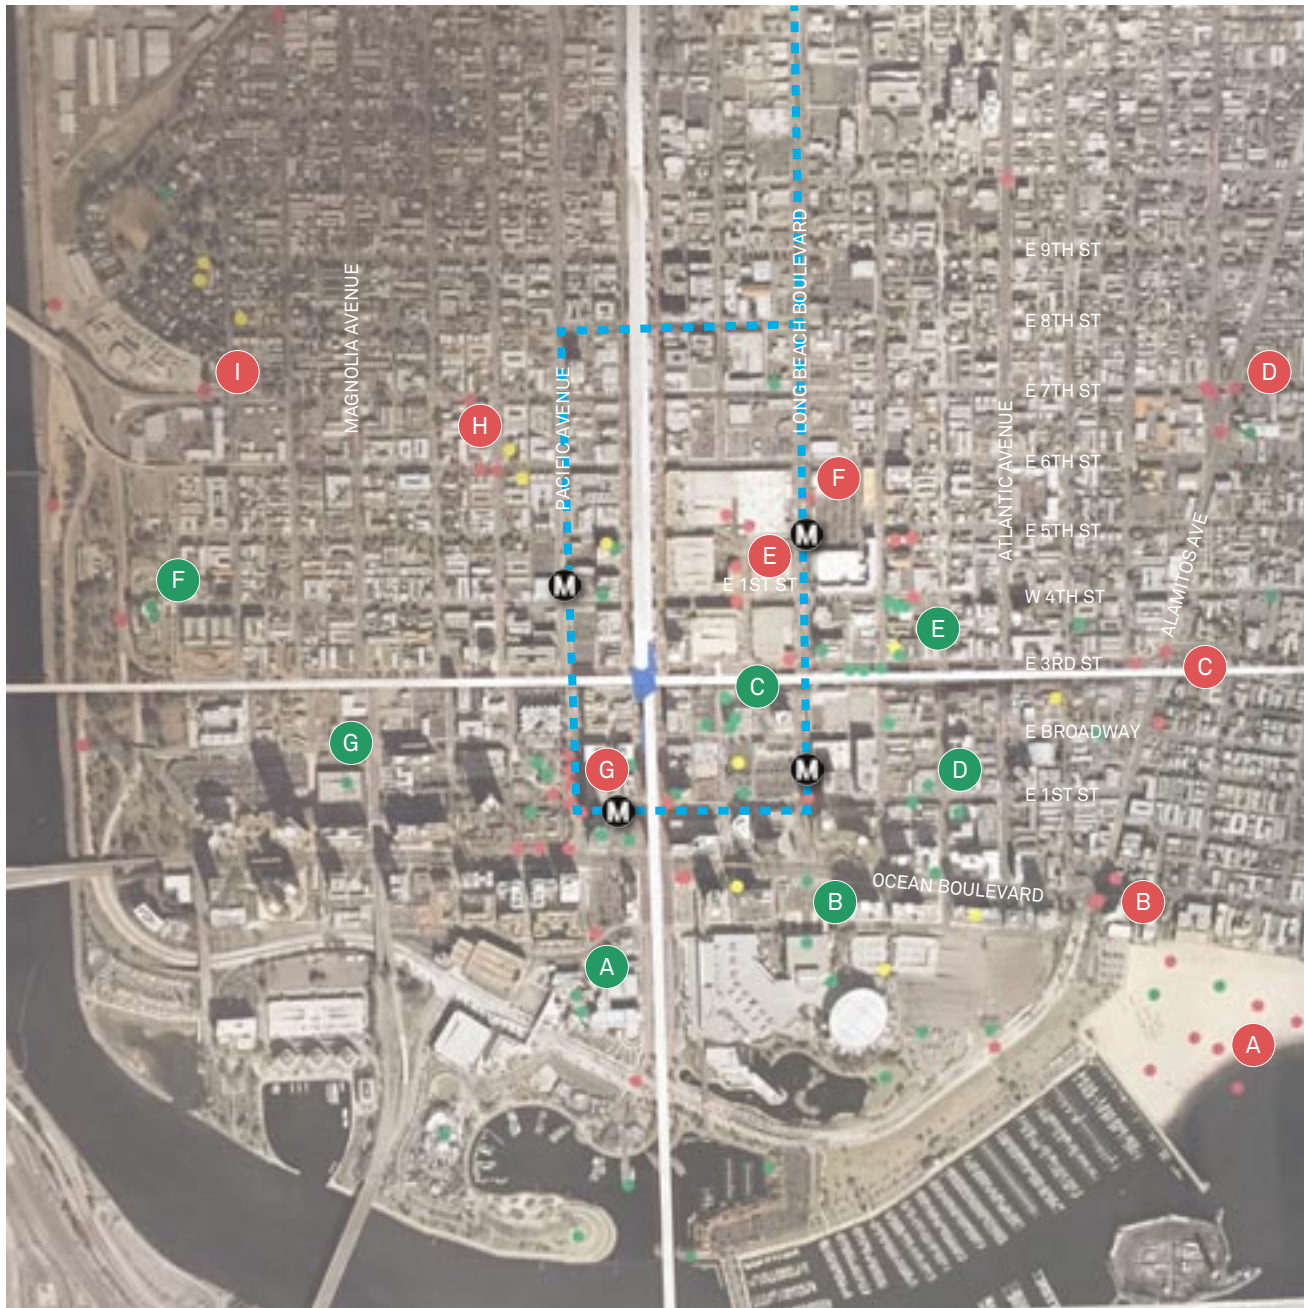 LONG BEACH BOULEVARD
E 9TH ST
MAGNOLIA AVENUE
E 8TH ST
I
PACIFIC AVENUE
E 7TH ST
D
H
ATLANTIC AVENUE
E 6TH ST
F
M
E 5TH ST
ALAMITOS AVE
E
F
M
E 1ST ST
W 4TH ST
E
E 3RD ST
C
C
G
E BROADWAY
G
M
D
E 1ST ST
M
OCEAN BOULEVARD
B
B
A
A